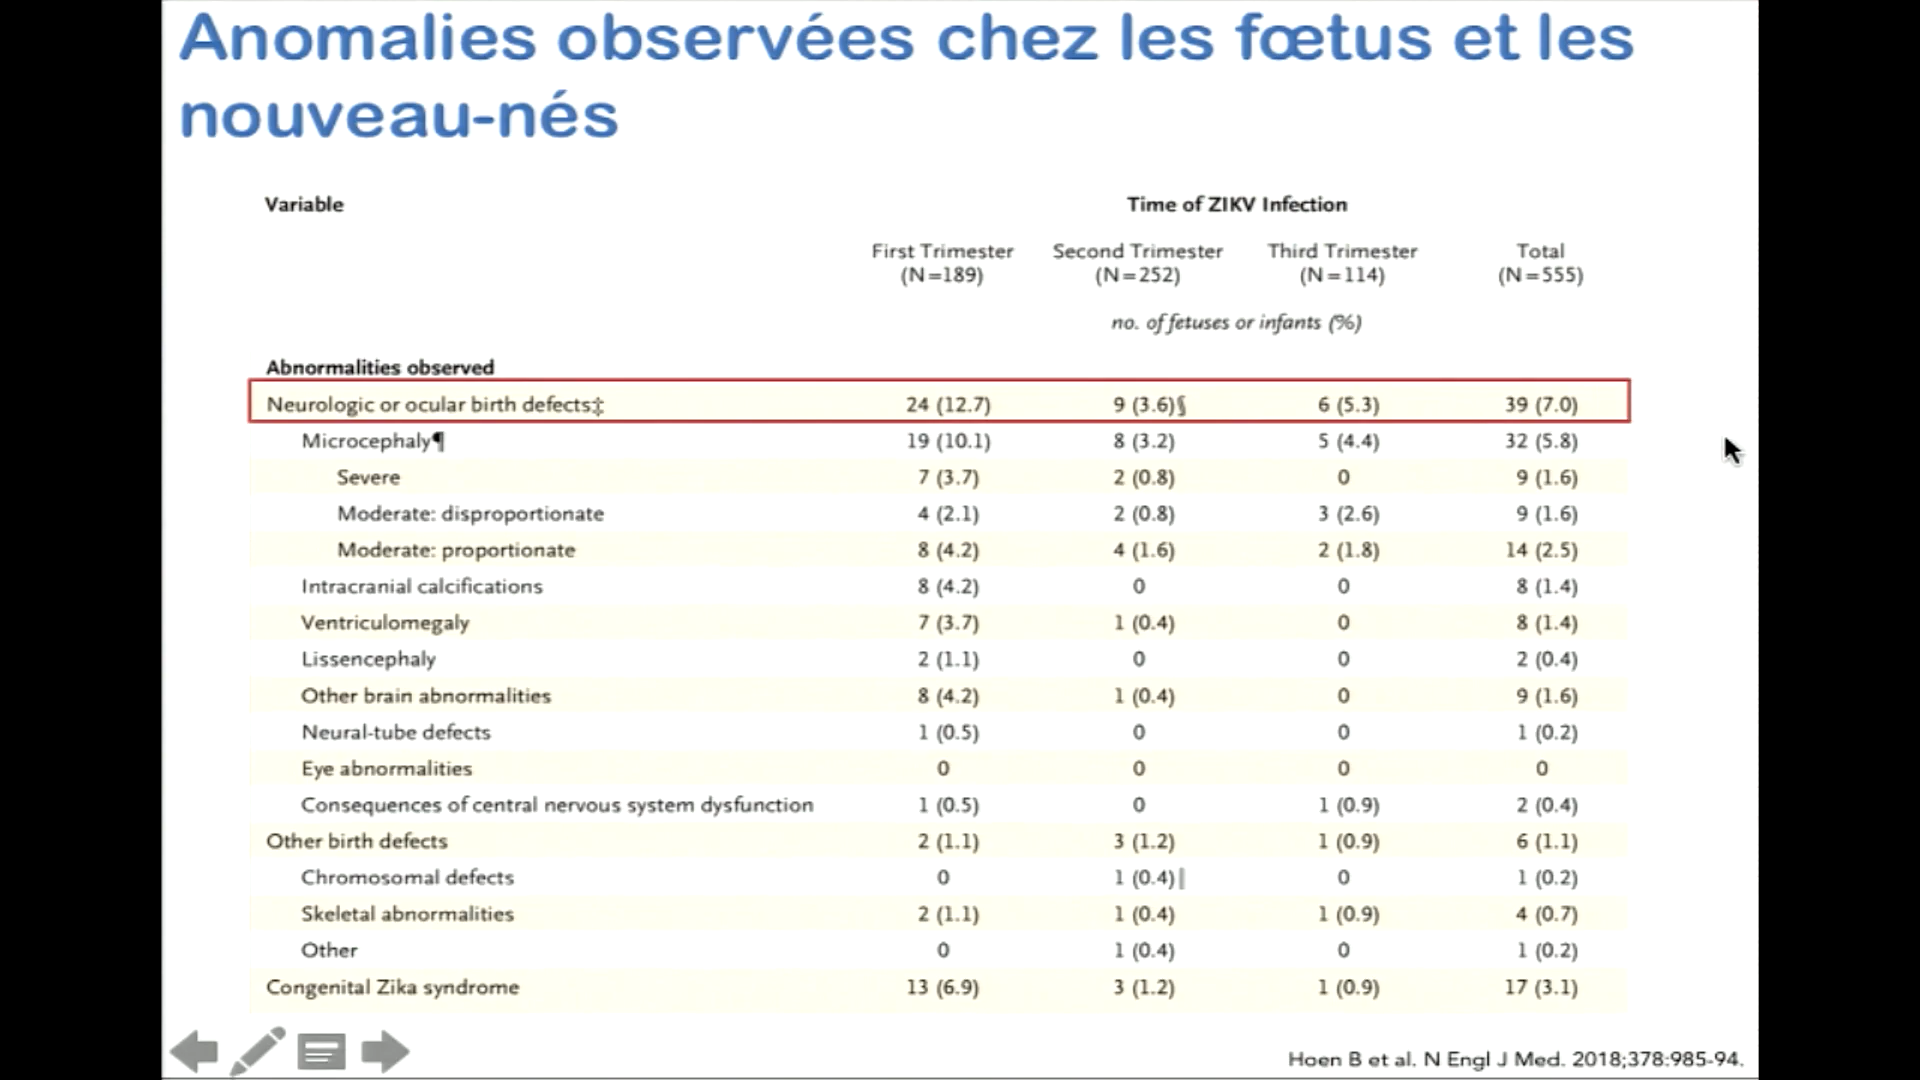 Anomalies observées chez les fœtus et les
nouveau-nés
Variable Time of ZIKV Infection
First Trimester Second Trimester Third Trimester Total
(N=189) (N=252) (N=114) (N=555)
no. of fetuses or infants (%)
Abnormalities observed
Neurologic or ocular birth defects‡ 24 (12.7) 9 (3.6)§ 6 (5.3) 39 (7.0)
Microcephaly¶ 19 (10.1) 8 (3.2) 5 (4.4) 32 (5.8)
Severe 7 (3.7) 2 (0.8) 0 9 (1.6)
Moderate: disproportionate 4 (2.1) 2 (0.8) 3 (2.6) 9 (1.6)
Moderate: proportionate 8 (4.2) 4 (1.6) 2 (1.8) 14 (2.5)
Intracranial calcifications 8 (4.2) 0 0 8 (1.4)
Ventriculomegaly 7 (3.7) 1 (0.4) 0 8 (1.4)
Lissencephaly 2 (1.1) 0 0 2 (0.4)
Other brain abnormalities 8 (4.2) 1 (0.4) 0 9 (1.6)
Neural-tube defects 1 (0.5) 0 0 1 (0.2)
Eye abnormalities 0 0 0 0
Consequences of central nervous system dysfunction 1 (0.5) 0 1 (0.9) 2 (0.4)
Other birth defects 2 (1.1) 3 (1.2) 1 (0.9) 6 (1.1)
Chromosomal defects 0 1 (0.4)‖ 0 1 (0.2)
Skeletal abnormalities 2 (1.1) 1 (0.4) 1 (0.9) 4 (0.7)
Other 0 1 (0.4) 0 1 (0.2)
Congenital Zika syndrome 13 (6.9) 3 (1.2) 1 (0.9) 17 (3.1)
Hoen B et al. N Engl J Med. 2018;378:985-94.